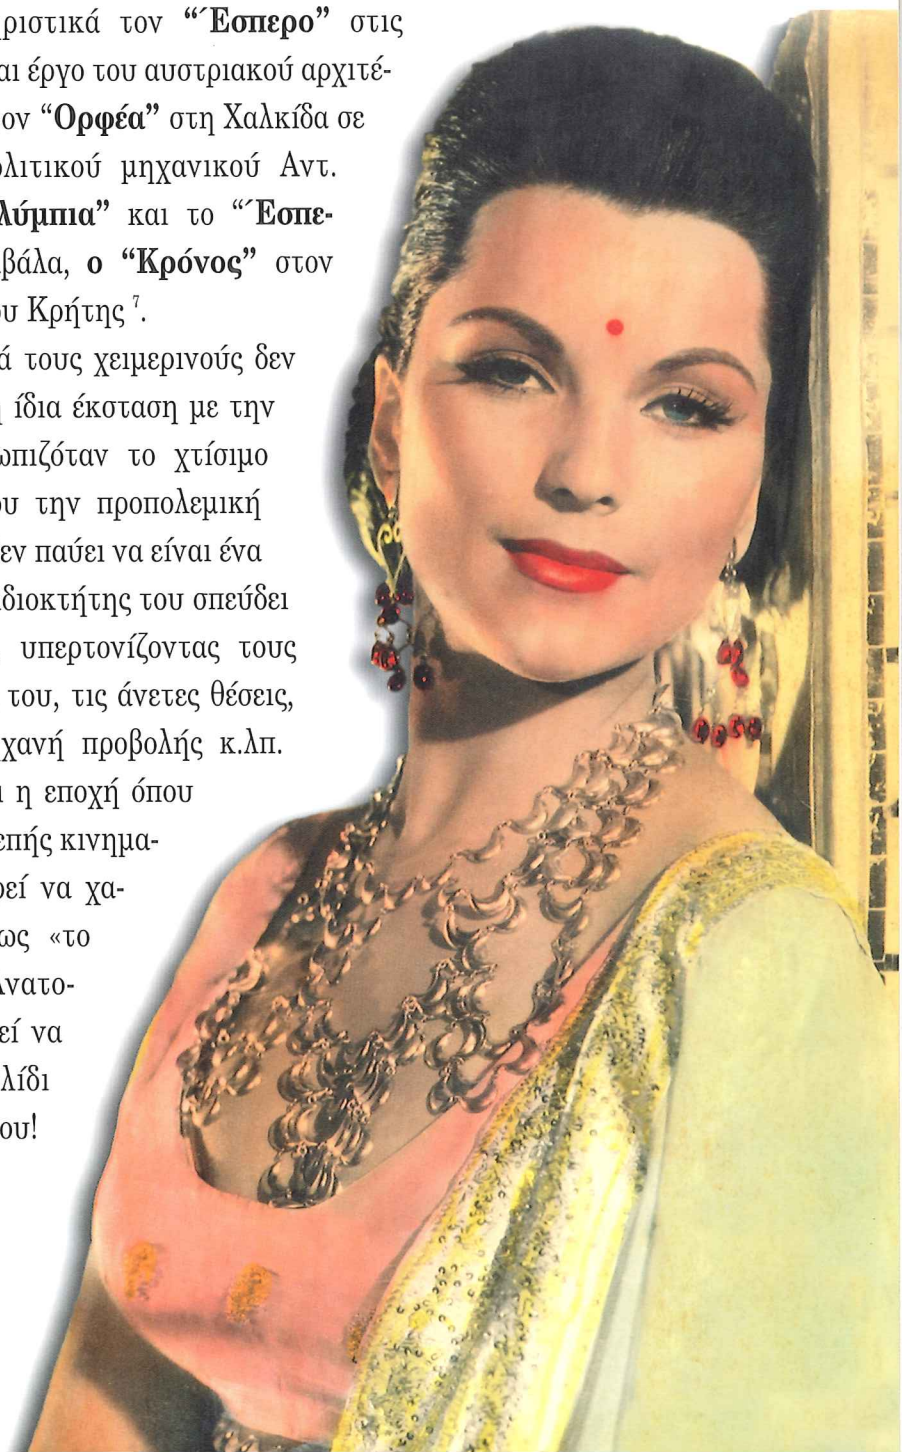 ριστικά τον “Έσπερο” στις
αι έργο του αυστριακού αρχιτέ-
ον “Ορφέα” στη Χαλκίδα σε
λιτικού μηχανικού Αντ.
λύμπια” και το “Έσπε-
βάλα, ο “Κρόνος” στον
υ Κρήτης 7.
ά τους χειμερινούς δεν
η ίδια έκσταση με την
ωπιζόταν το χτίσιμο
ου την προπολεμική
εν παύει να είναι ένα
διοκτήτης του σπεύδει
υπερτονίζοντας τους
του, τις άνετες θέσεις,
χανή προβολής κ.λπ.
ι η εποχή όπου
επής κινημα-
ρεί να χα-
ως «το
Ανατο-
εί να
λίδι
ου!